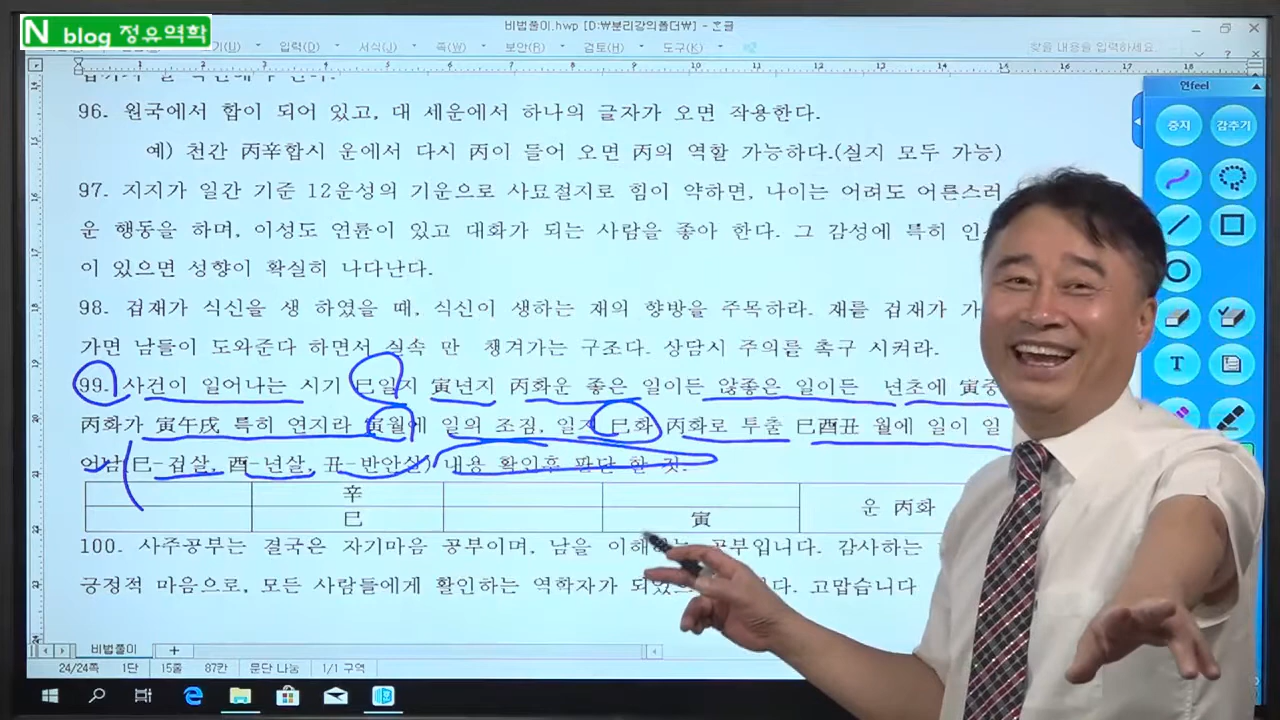 N blog 정유역학
비법풀이.hwp [D:\분리강의폴더\] - 한글
입력(D) 서식(J) 쪽(W) 보안(R) 검토(H) 도구(K)
찾을 내용을 입력하세요.
96. 원국에서 합이 되어 있고, 대 세운에서 하나의 글자가 오면 작용한다.
예) 천간 丙辛합시 운에서 다시 丙이 들어 오면 丙의 역할 가능하다.(실지 모두 가능)
97. 지지가 일간 기준 12운성의 기운으로 사묘절지로 힘이 약하면, 나이는 어려도 어른스러
운 행동을 하며, 이성도 연륜이 있고 대화가 되는 사람을 좋아 한다. 그 감성에 특히
이 있으면 성향이 확실히 나다난다.
98. 겁재가 식신을 생 하였을 때, 식신이 생하는 재의 향방을 주목하라. 재를 겁재가
가면 남들이 도와준다 하면서 실속 만 챙겨가는 구조다. 상담시 주의를 촉구 시켜라.
99. 사건이 일어나는 시기 巳일지 寅년지 丙화운 좋은 일이든 않좋은 일이든 년초에 寅중
丙화가 寅午戌 특히 연지라 寅월에 일의 조짐, 일지 巳화 丙화로 투출 巳酉丑 월에 일이 일
어남(巳-겁살, 酉-년살, 丑-반안살) 내용 확인후 판단 할 것.
辛
巳 寅 운 丙화
100. 사주공부는 결국은 자기마음 공부이며, 남을 이해하는 공부입니다. 감사하는
긍정적 마음으로, 모든 사람들에게 활인하는 역학자가 고맙습니다
비법풀이
24/24쪽 1단 15줄 87칸 문단 나눔 1/1 구역
연feel
중지 감추기
T